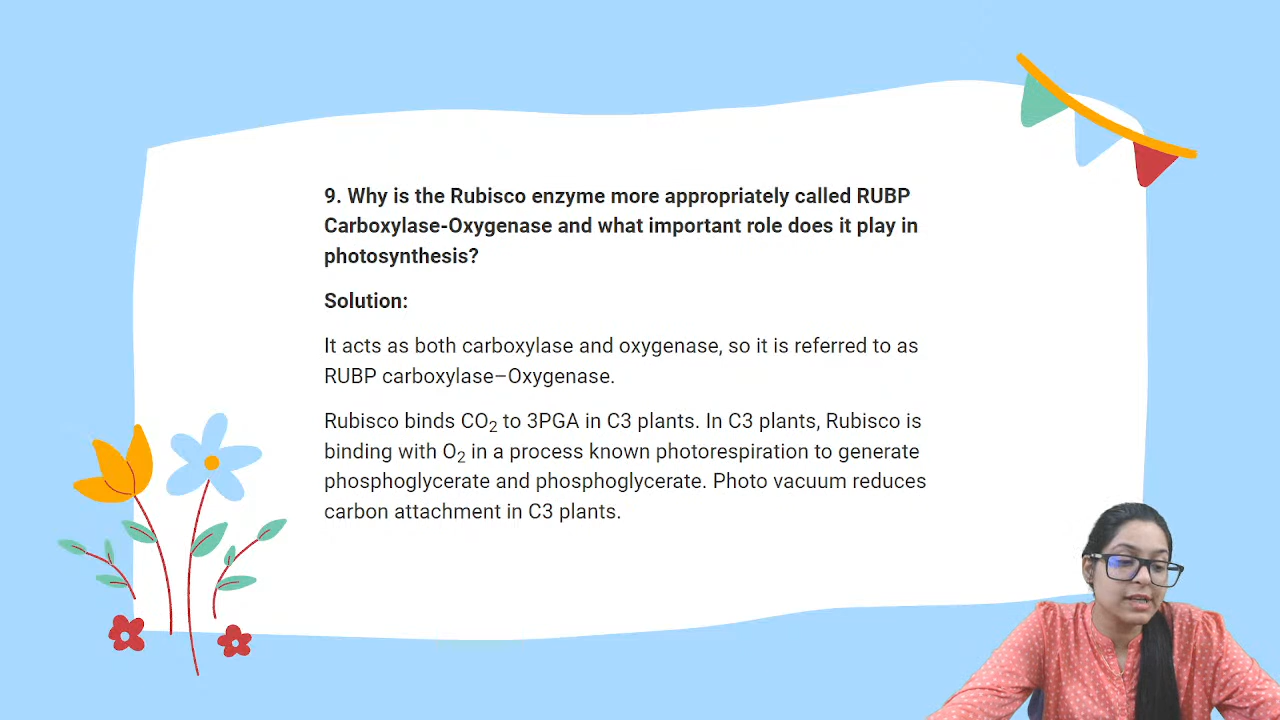 9. Why is the Rubisco enzyme more appropriately called RUBP
Carboxylase-Oxygenase and what important role does it play in
photosynthesis?
Solution:
It acts as both carboxylase and oxygenase, so it is referred to as
RUBP carboxylase–Oxygenase.
Rubisco binds CO₂ to 3PGA in C3 plants. In C3 plants, Rubisco is
binding with O₂ in a process known photorespiration to generate
phosphoglycerate and phosphoglycerate. Photo vacuum reduces
carbon attachment in C3 plants.